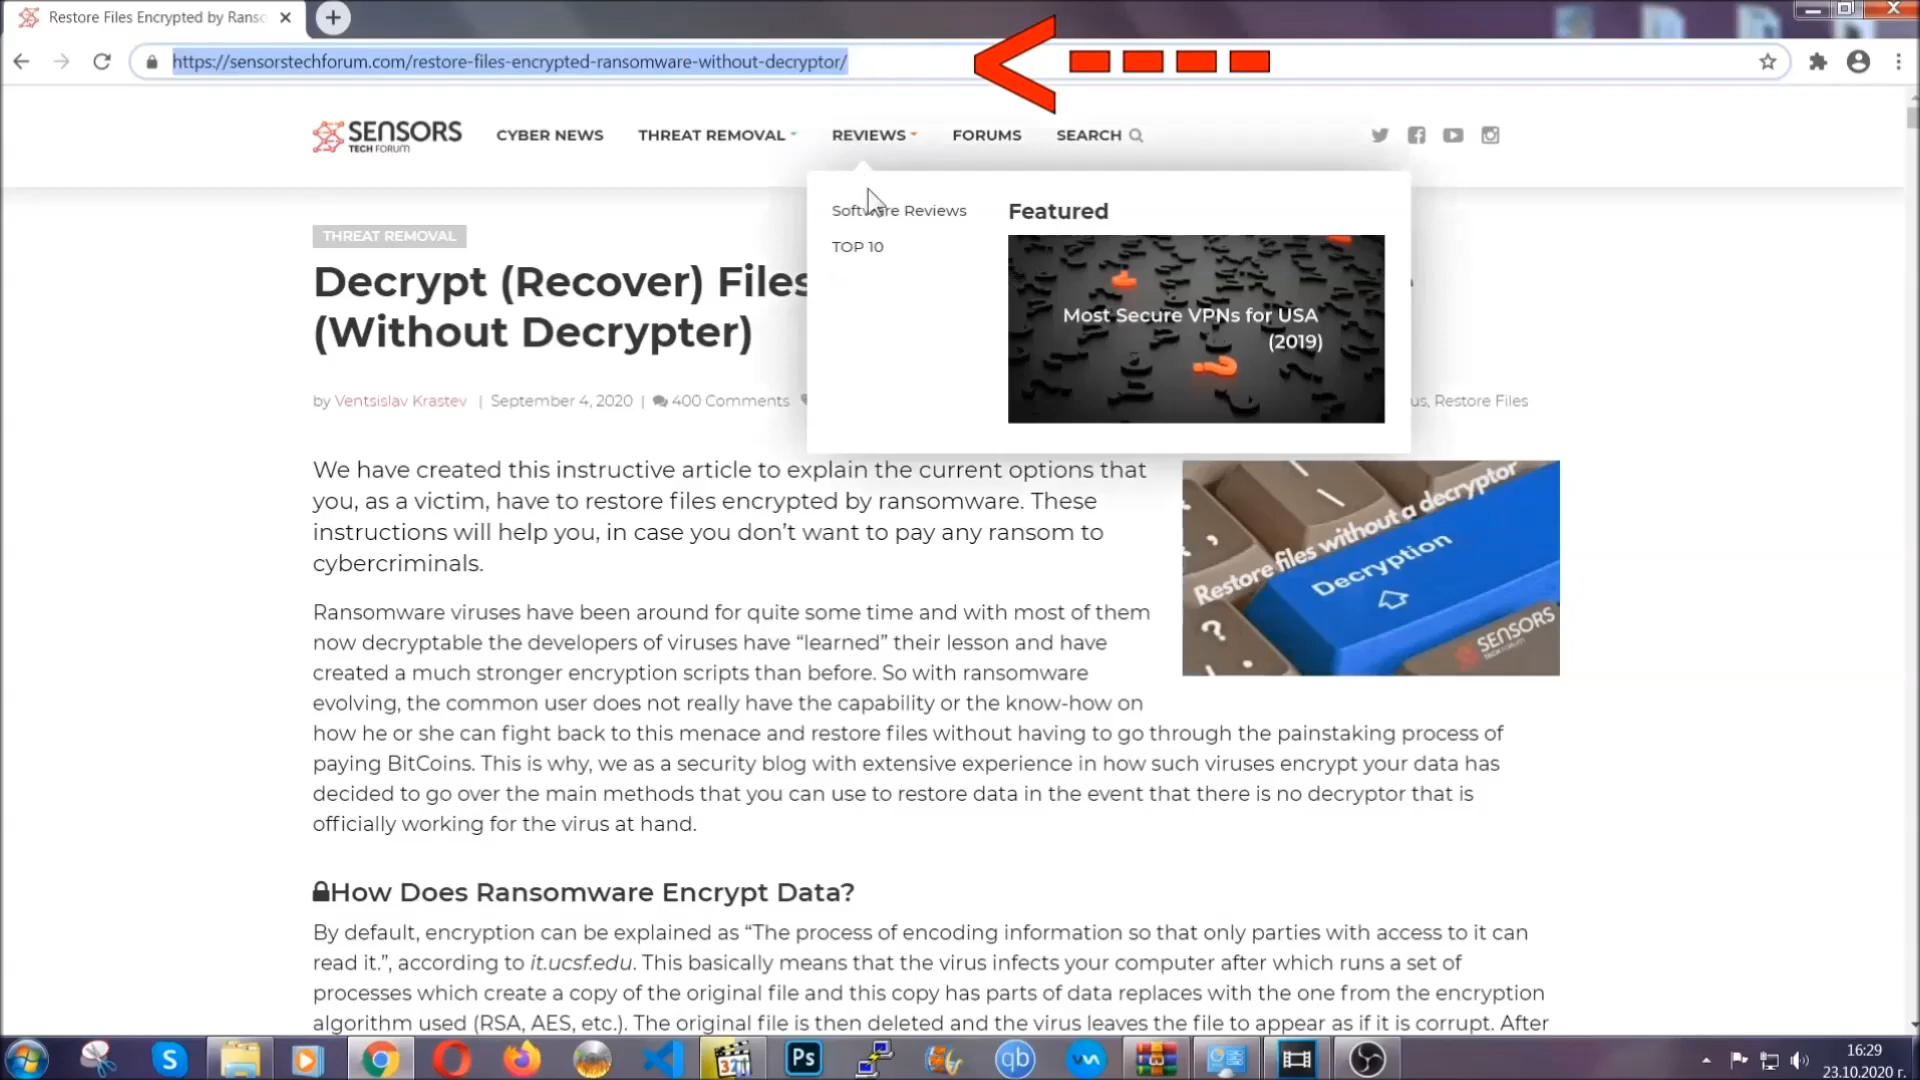 Restore Files Encrypted by Ranso
https://sensorstechforum.com/restore-files-encrypted-ransomware-without-decryptor/
SENSORS
TECH FORUM
CYBER NEWS
THREAT REMOVAL
REVIEWS
FORUMS
SEARCH
Software Reviews
TOP 10
Featured
Most Secure VPNs for USA
(2019)
THREAT REMOVAL
Decrypt (Recover) Files
(Without Decrypter)
by Ventsislav Krastev | September 4, 2020 | 400 Comments
us, Restore Files
We have created this instructive article to explain the current options that
you, as a victim, have to restore files encrypted by ransomware. These
instructions will help you, in case you don’t want to pay any ransom to
cybercriminals.
Restore files without a decryptor
Decryption
SENSORS
Ransomware viruses have been around for quite some time and with most of them
now decryptable the developers of viruses have “learned” their lesson and have
created a much stronger encryption scripts than before. So with ransomware
evolving, the common user does not really have the capability or the know-how on
how he or she can fight back to this menace and restore files without having to go through the painstaking process of
paying BitCoins. This is why, we as a security blog with extensive experience in how such viruses encrypt your data has
decided to go over the main methods that you can use to restore data in the event that there is no decryptor that is
officially working for the virus at hand.
How Does Ransomware Encrypt Data?
By default, encryption can be explained as “The process of encoding information so that only parties with access to it can
read it.”, according to it.ucsf.edu. This basically means that the virus infects your computer after which runs a set of
processes which create a copy of the original file and this copy has parts of data replaces with the one from the encryption
algorithm used (RSA, AES, etc.). The original file is then deleted and the virus leaves the file to appear as if it is corrupt. After
321
Ps
qb
16:29
23.10.2020 г.